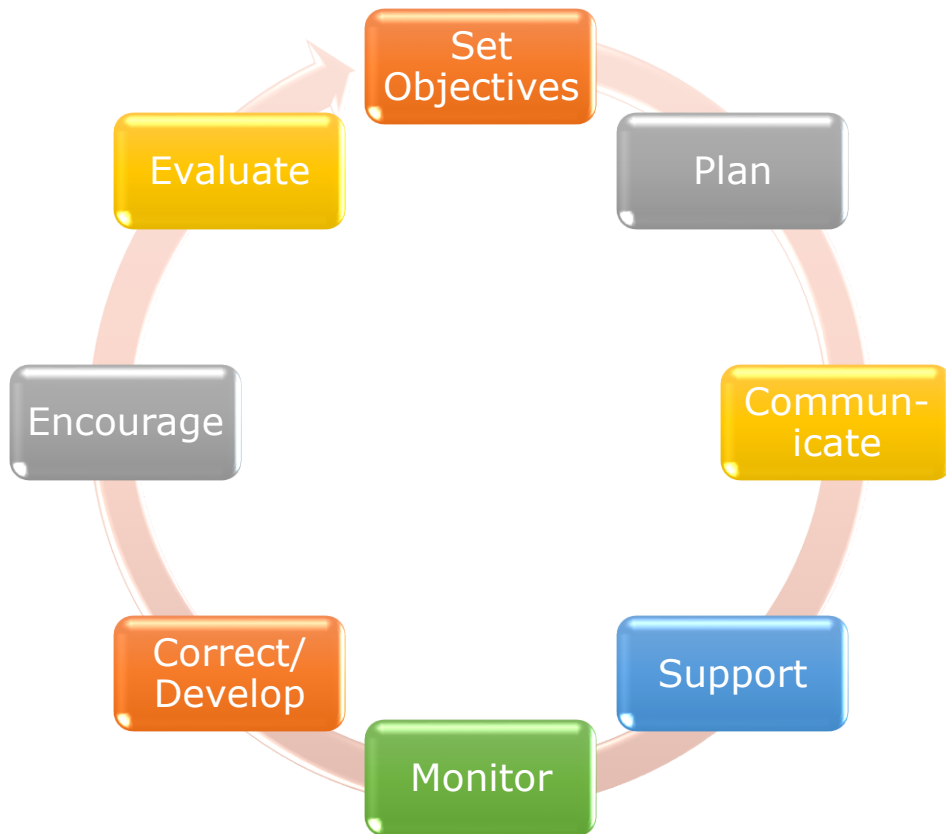 Set
Objectives
Plan
Commun-
icate
Support
Monitor
Correct/
Develop
Encourage
Evaluate